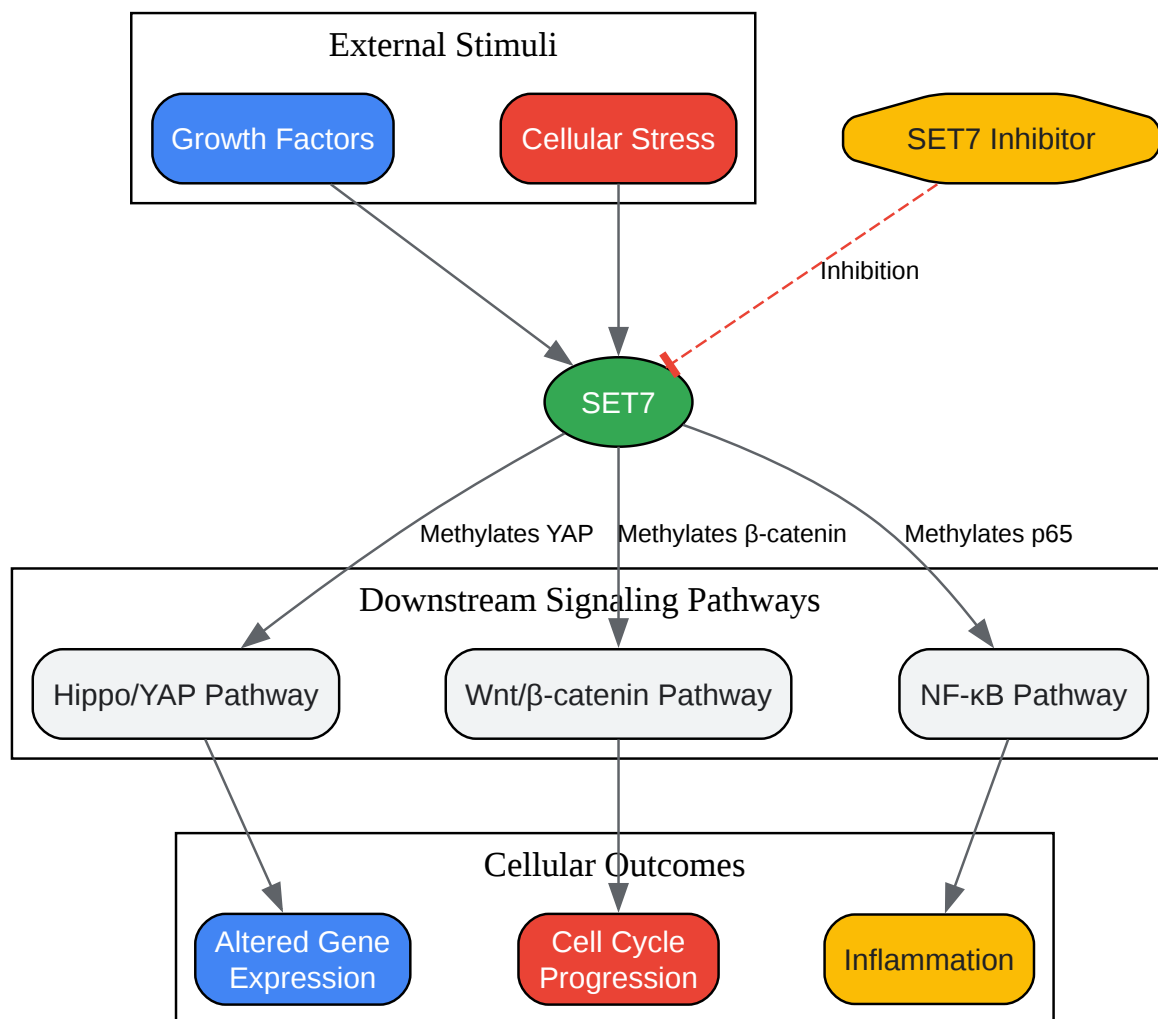 External Stimuli
Growth Factors
Cellular Stress
SET7 Inhibitor
Inhibition
SET7
Methylates YAP
Methylates β-catenin
Methylates p65
Downstream Signaling Pathways
Hippo/YAP Pathway
Wnt/β-catenin Pathway
NF-κB Pathway
Cellular Outcomes
Altered Gene
Expression
Cell Cycle
Progression
Inflammation